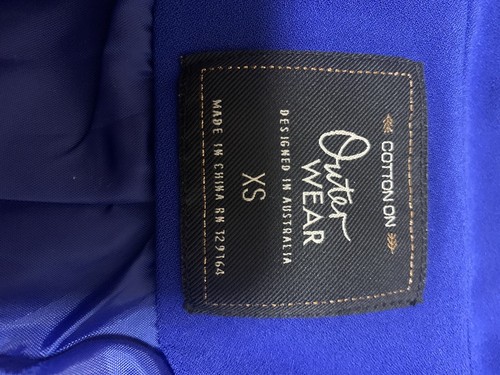 COTTON ON
Outer
WEAR
DESIGNED IN AUSTRALIA
XS
MADE IN CHINA RN 129164